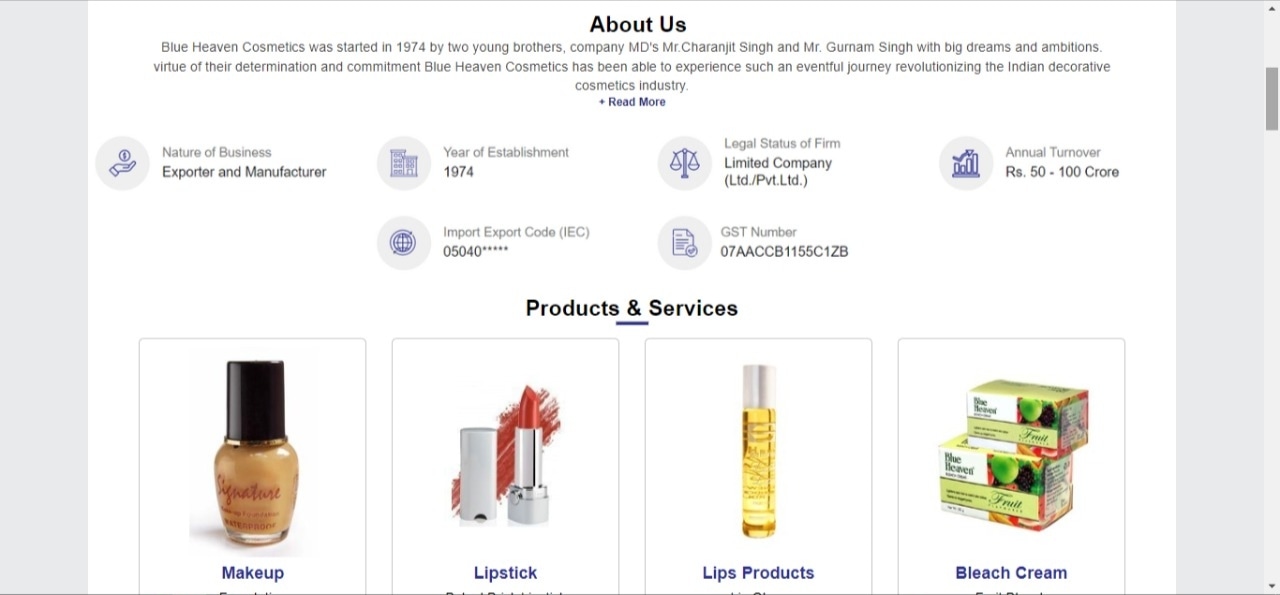 About Us
Blue Heaven Cosmetics was started in 1974 by two young brothers, company MD's Mr.Charanjit Singh and Mr. Gurnam Singh with big dreams and ambitions.
virtue of their determination and commitment Blue Heaven Cosmetics has been able to experience such an eventful journey revolutionizing the Indian decorative
cosmetics industry.
+ Read More
Nature of Business
Exporter and Manufacturer
Year of Establishment
1974
Legal Status of Firm
Limited Company
(Ltd./Pvt.Ltd.)
Annual Turnover
Rs. 50 - 100 Crore
Import Export Code (IEC)
05040*****
GST Number
07AACCB1155C1ZB
Products & Services
Signature
WATERPROOF
Blue
Heaven
Fruit
Blue
Heaven
Fruit
Makeup
Lipstick
Lips Products
Bleach Cream